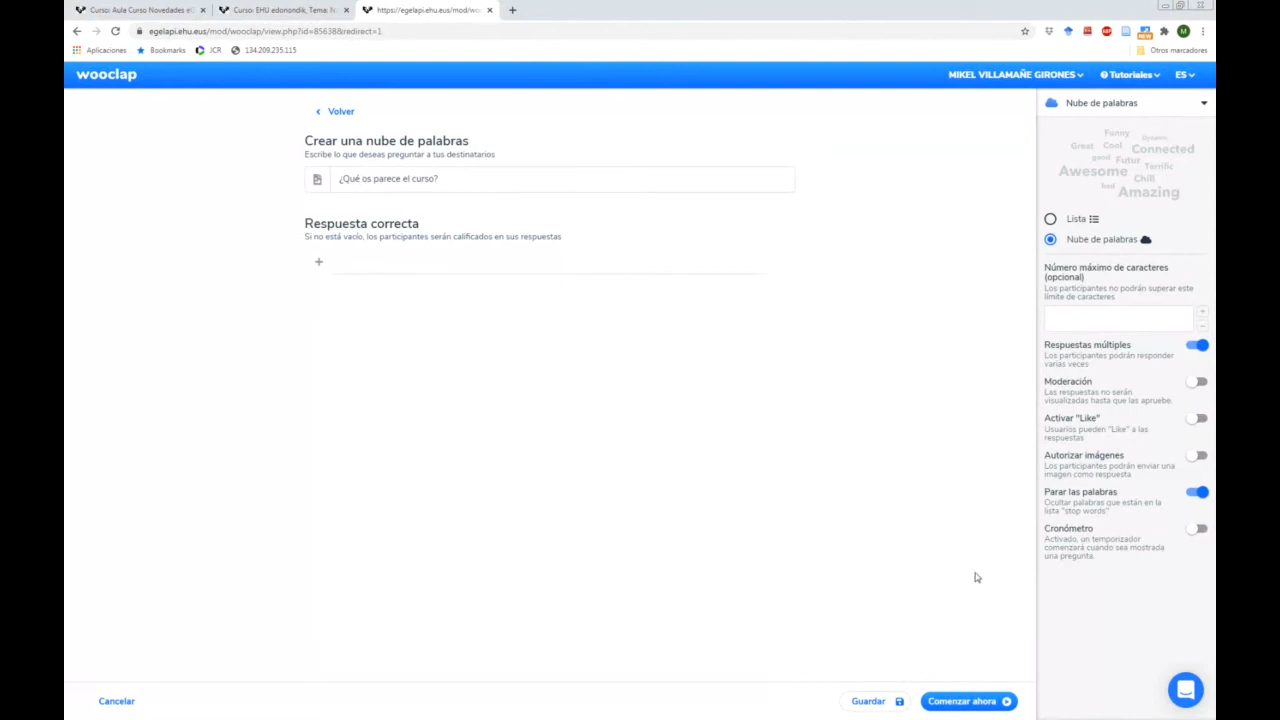 Curso: Aula Curso Novedades eG
Curso: EHU edonondik, Tema: N
https://egelapi.ehu.eus/mod/wo
egelapi.ehu.eus/mod/wooclap/view.php?id=85638&redirect=1
Aplicaciones
Bookmarks
JCR
134.209.235.115
Otros marcadores
wooclap
MIKEL VILLAMAÑE GIRONES
Tutoriales
ES
Volver
Crear una nube de palabras
Escribe lo que deseas preguntar a tus destinatarios
¿Qué os parece el curso?
Respuesta correcta
Si no está vacío, los participantes serán calificados en sus respuestas
+
Nube de palabras
Funny
Dynamic
Great
Cool
Connected
good
Futur
Terrific
Awesome
Chill
bad
Amazing
Lista
Nube de palabras
Número máximo de caracteres
(opcional)
Los participantes no podrán superar este
límite de caracteres
Respuestas múltiples
Los participantes podrán responder
varias veces
Moderación
Las respuestas no serán
visualizadas hasta que las apruebe.
Activar "Like"
Usuarios pueden "Like" a las
respuestas
Autorizar imágenes
Los participantes podrán enviar una
imagen como respuesta
Parar las palabras
Ocultar palabras que están en la
lista "stop words"
Cronómetro
Activado, un temporizador
comenzará cuando sea mostrada
una pregunta.
Cancelar
Guardar
Comenzar ahora